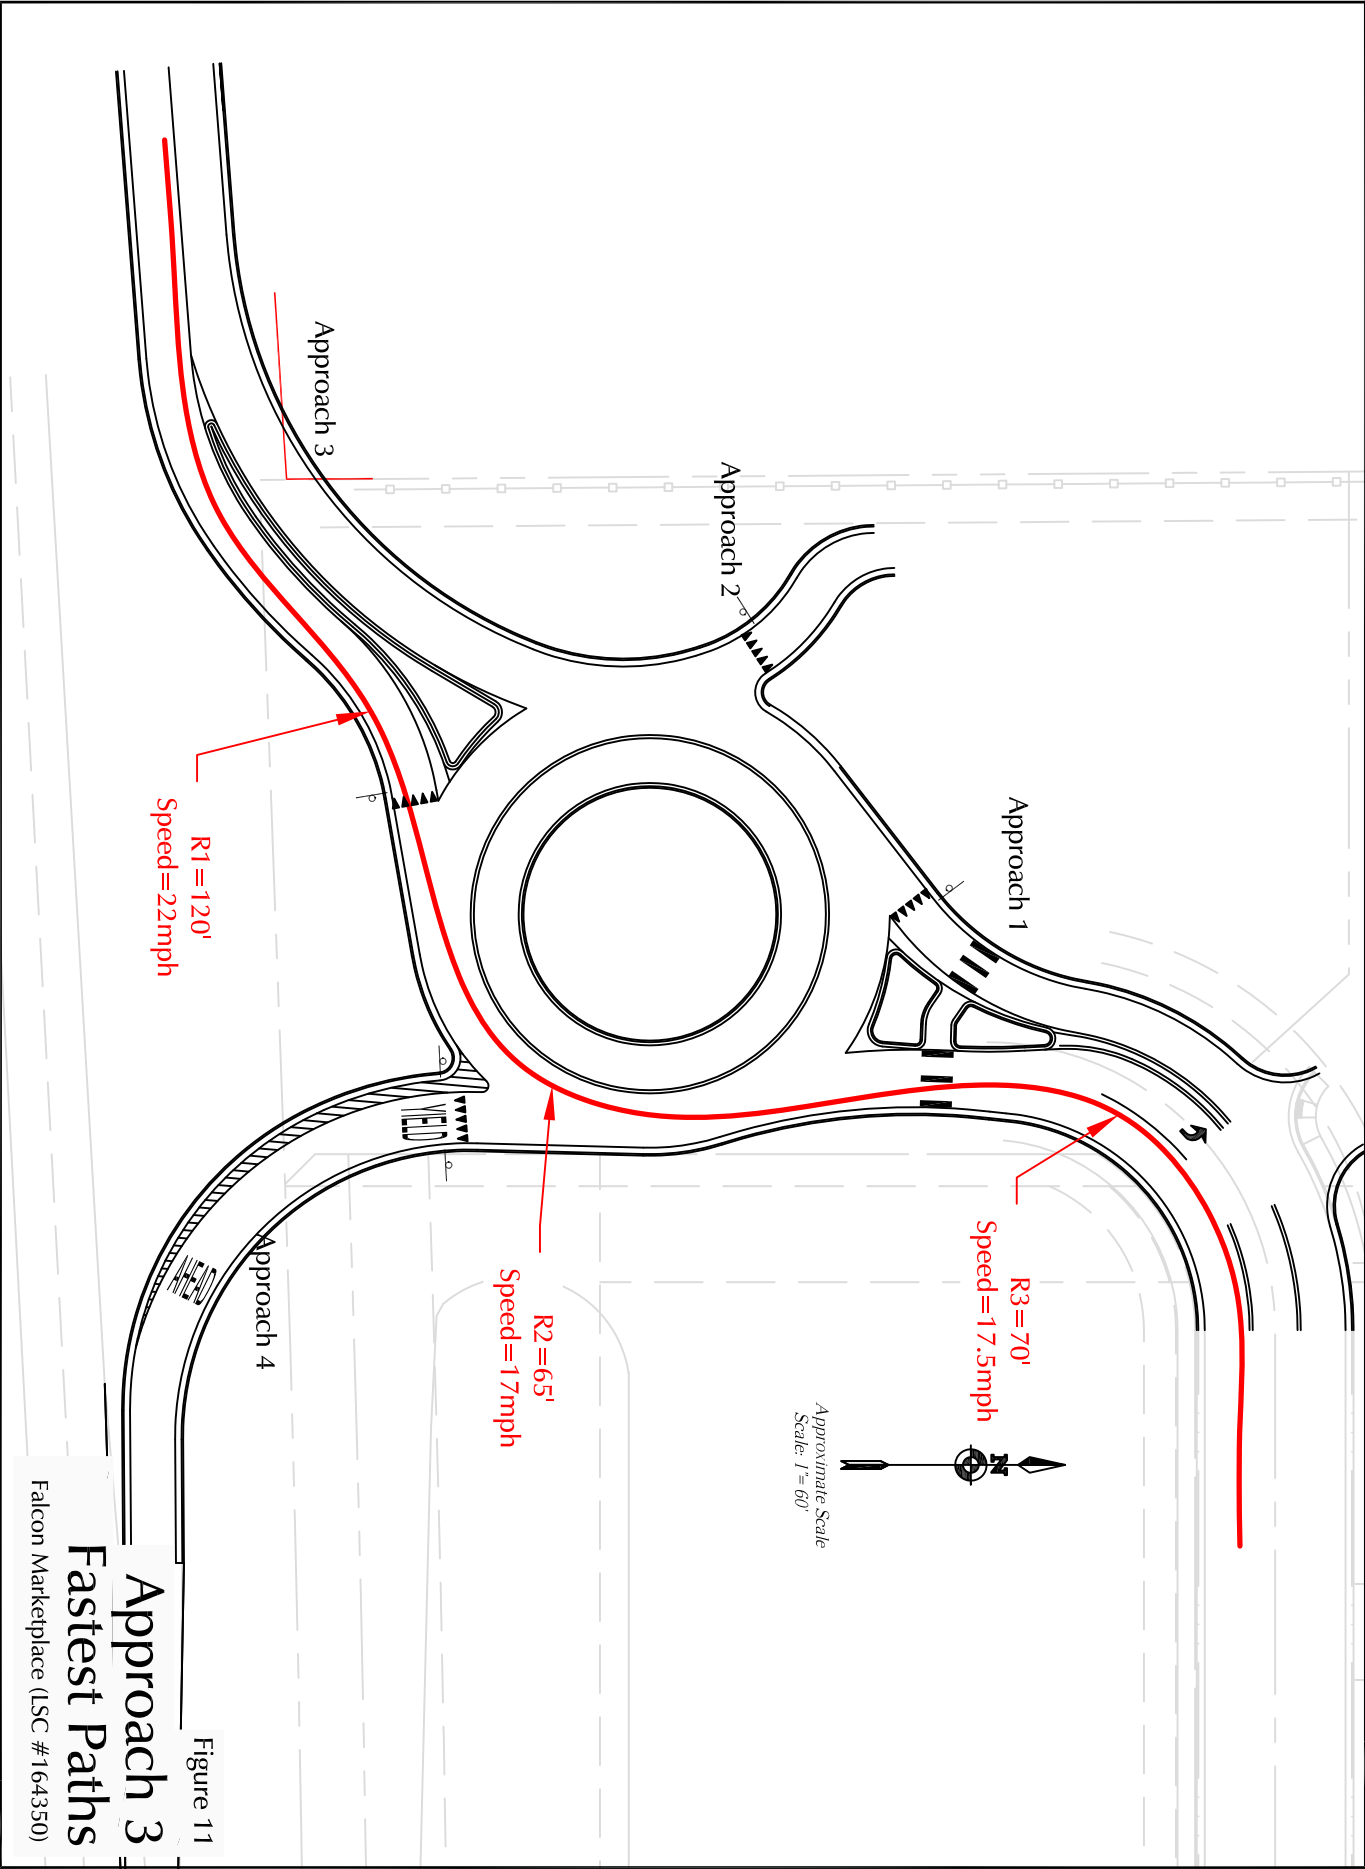 Approach 1
Approach 2
Approach 3
Approach 4
R3=70'
Speed=17.5mph
R2=65'
Speed=17mph
R1=120'
Speed=22mph
YIELD
AHEAD
N
Approximate Scale
Scale: 1"= 60'
Figure 11
Approach 3
Fastest Paths
Falcon Marketplace (LSC #164350)